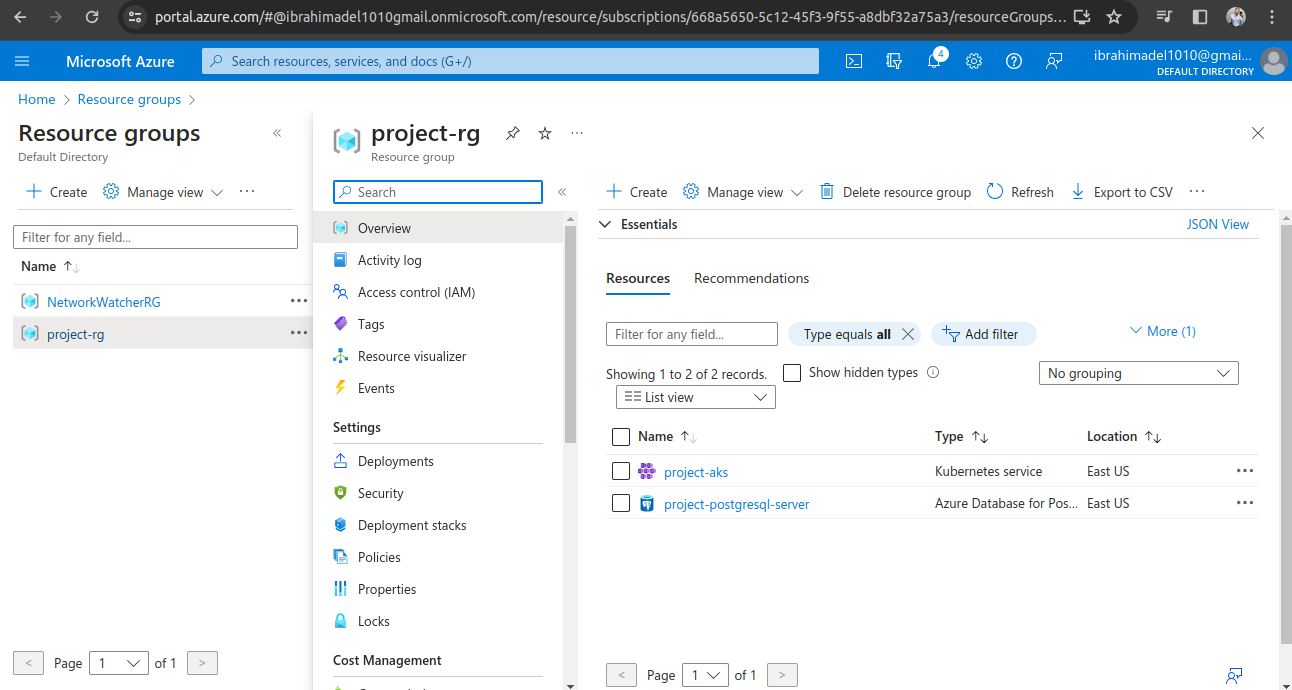 portal.azure.com/#@ibrahimadel1010gmail.onmicrosoft.com/resource/subscriptions/668a5650-5c12-45f3-9f55-a8dbf32a75a3/resourceGroups...
Microsoft Azure
Search resources, services, and docs (G+/)
4
ibrahimadel1010@gmai...
DEFAULT DIRECTORY
Home > Resource groups >
Resource groups
Default Directory
Create
Manage view
Filter for any field...
Name
NetworkWatcherRG
project-rg
Page 1 of 1
project-rg
Resource group
Search
Overview
Activity log
Access control (IAM)
Tags
Resource visualizer
Events
Settings
Deployments
Security
Deployment stacks
Policies
Properties
Locks
Cost Management
Create
Manage view
Delete resource group
Refresh
Export to CSV
Essentials
JSON View
Resources
Recommendations
Filter for any field...
Type equals all
Add filter
More (1)
Showing 1 to 2 of 2 records.
Show hidden types
No grouping
List view
Name Type Location
project-aks Kubernetes service East US
project-postgresql-server Azure Database for Pos... East US
Page 1 of 1